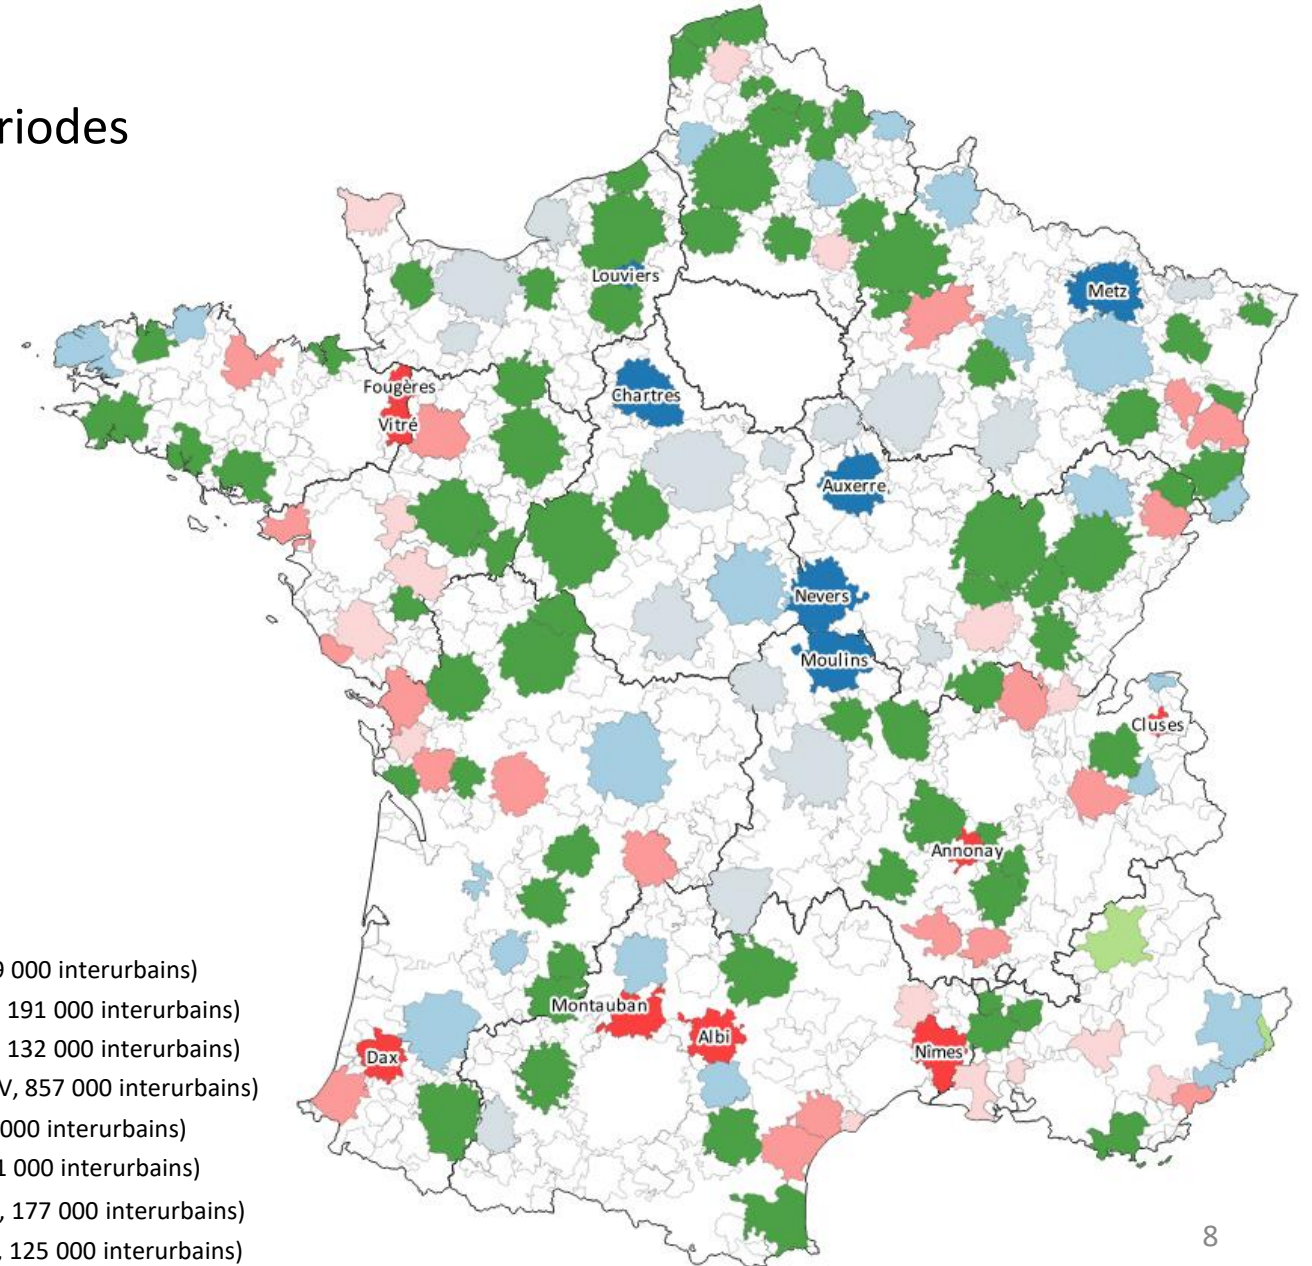 riodes
Louviers
Metz
Fougères
Chartres
Vitré
Auxerre
Nevers
Moulins
Cluses
Annonay
9 000 interurbains)
191 000 interurbains)
132 000 interurbains)
V, 857 000 interurbains)
000 interurbains)
1 000 interurbains)
, 177 000 interurbains)
, 125 000 interurbains)
Montauban
Albi
Dax
Nîmes
8